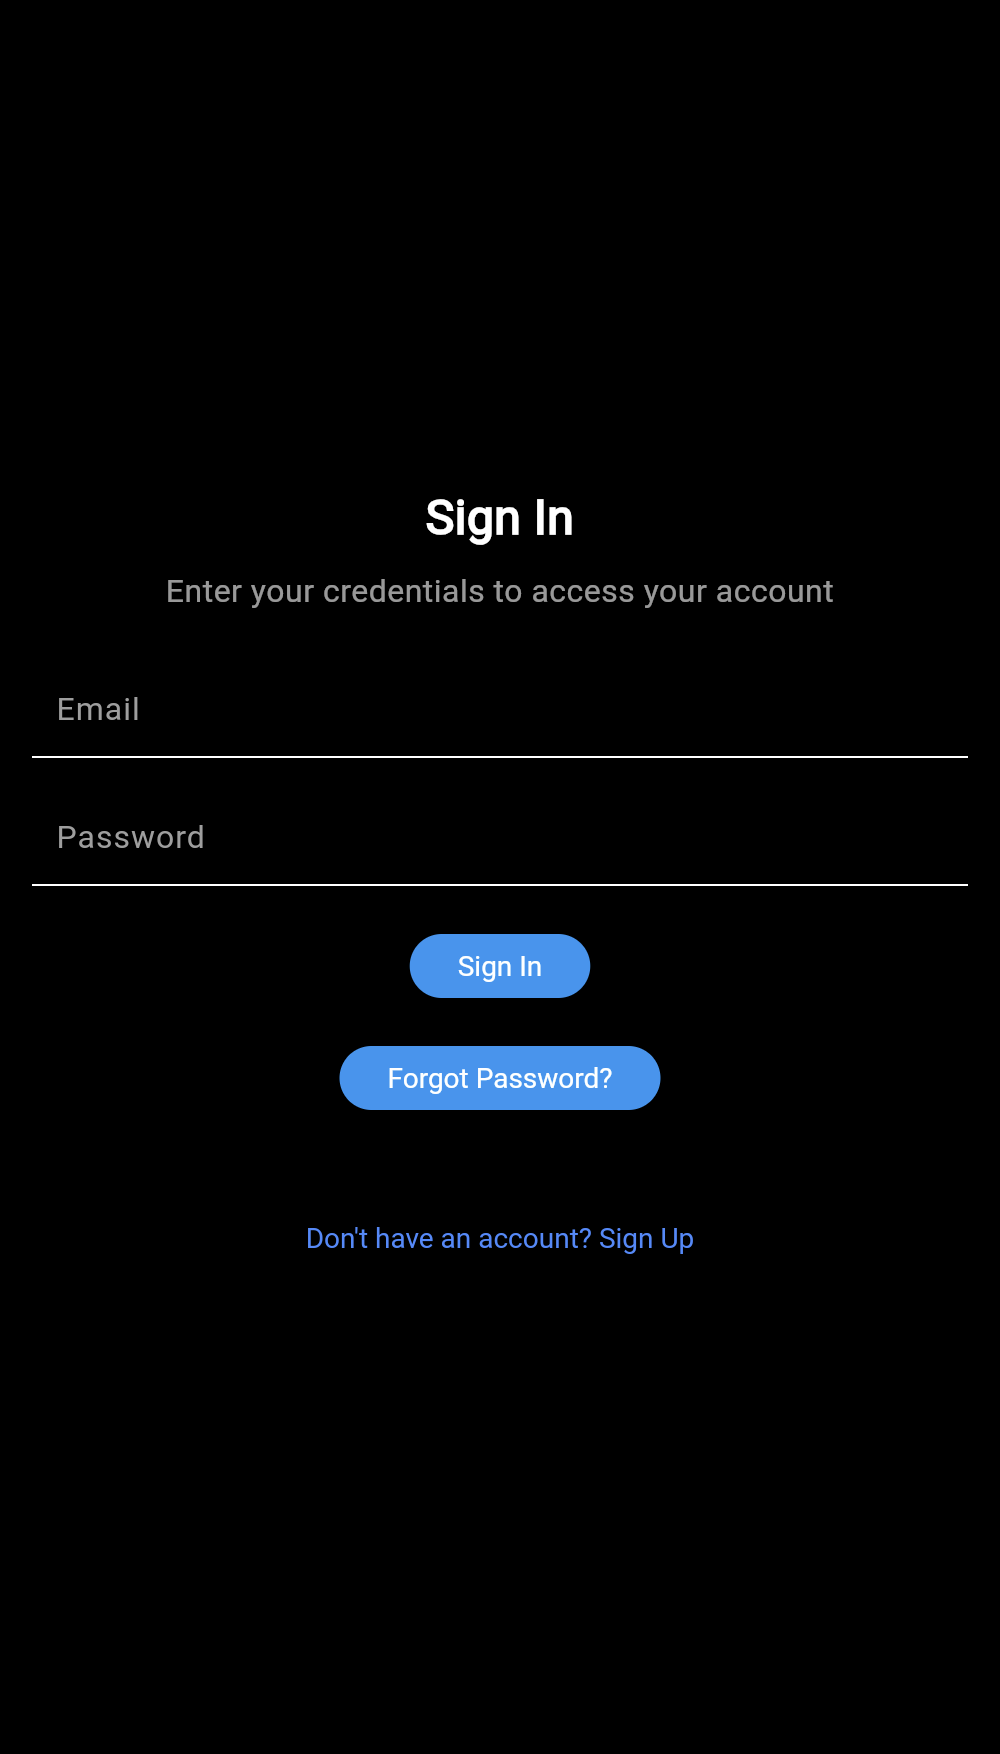 Sign In
Enter your credentials to access your account
Email
Password
Sign In
Forgot Password?
Don't have an account? Sign Up